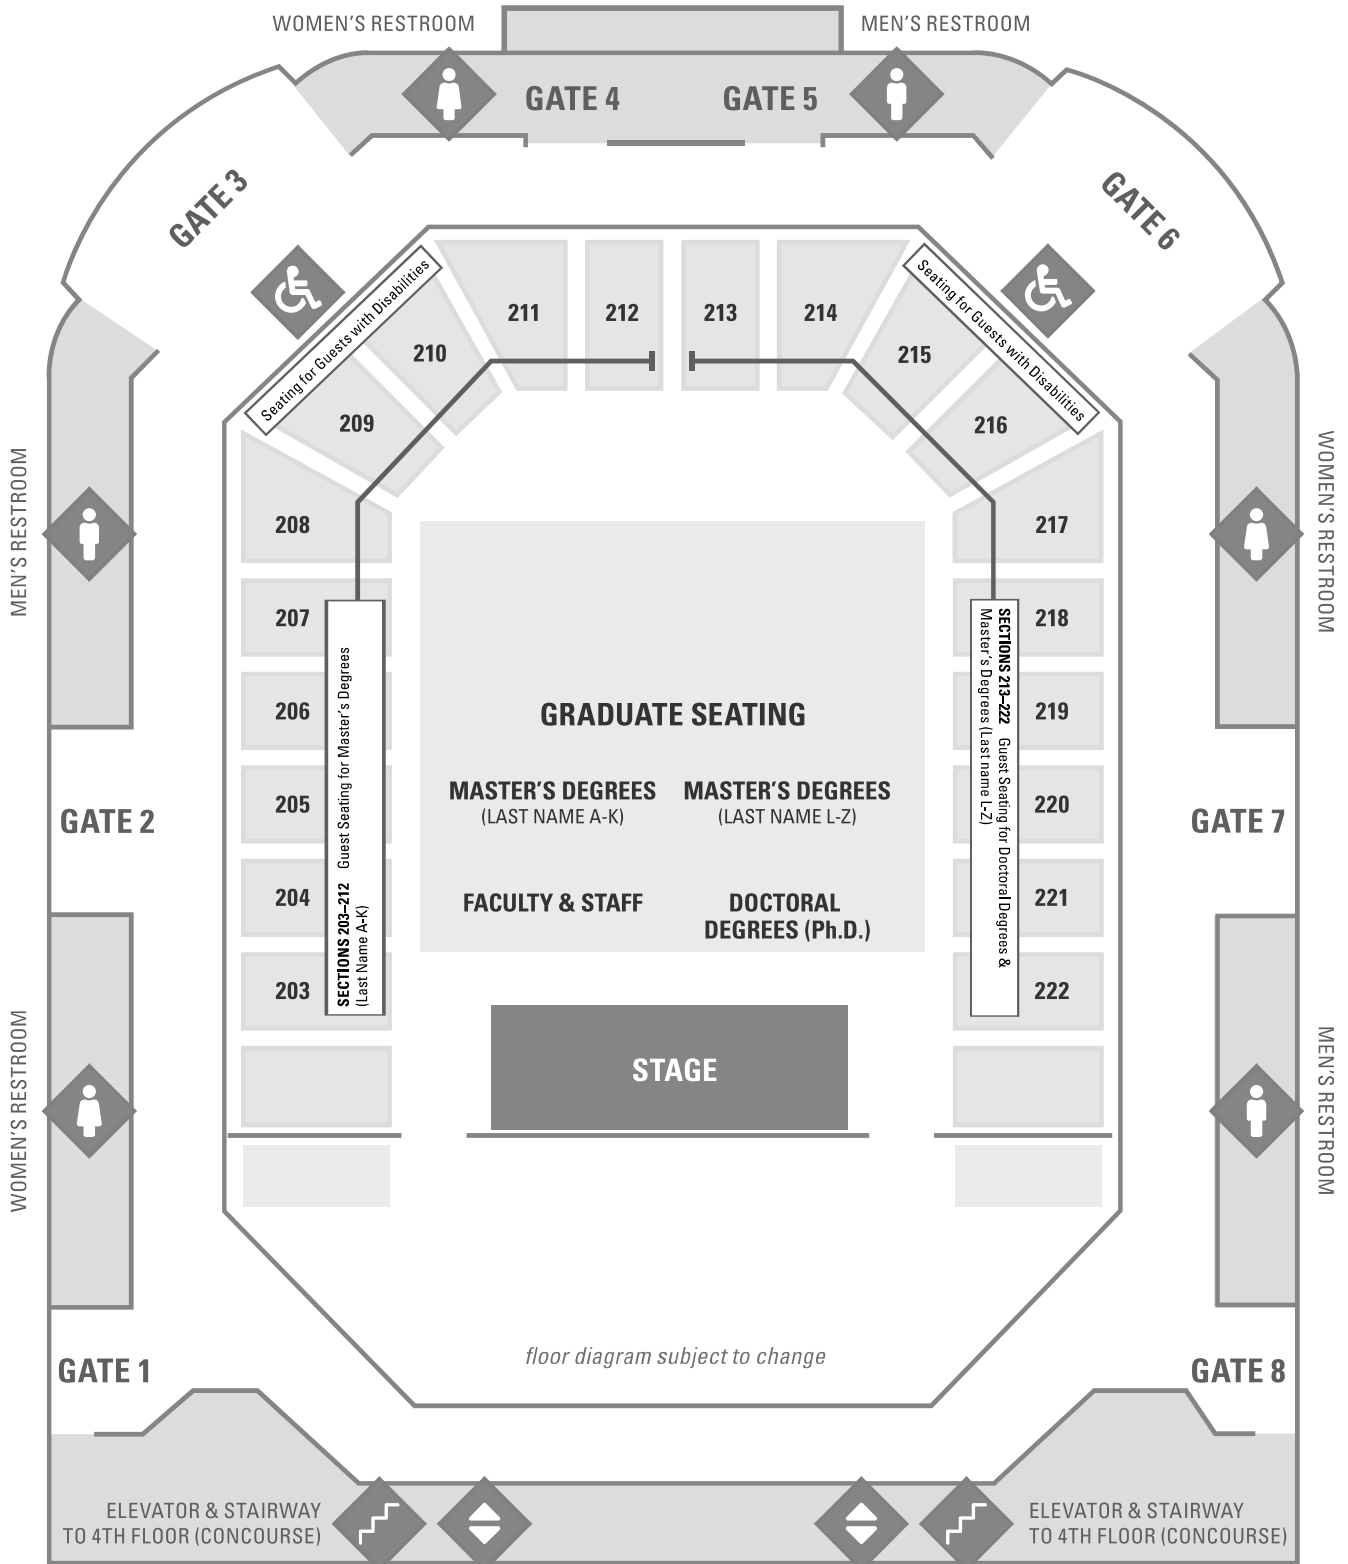 WOMEN'S RESTROOM
MEN'S RESTROOM
GATE 4
GATE 5
GATE 3
GATE 6
Seating for Guests with Disabilities
Seating for Guests with Disabilities
211
212
213
214
210
215
209
216
208
217
MEN'S RESTROOM
WOMEN'S RESTROOM
207
218
206
219
205
220
204
221
203
222
SECTIONS 203–212 Guest Seating for Master's Degrees
(Last Name A-K)
SECTIONS 213–222 Guest Seating for Doctoral Degrees &
Master's Degrees (Last name L-Z)
GRADUATE SEATING
MASTER'S DEGREES
(LAST NAME A-K)
MASTER'S DEGREES
(LAST NAME L-Z)
FACULTY & STAFF
DOCTORAL
DEGREES (Ph.D.)
GATE 2
GATE 7
STAGE
WOMEN'S RESTROOM
MEN'S RESTROOM
floor diagram subject to change
GATE 1
GATE 8
ELEVATOR & STAIRWAY
TO 4TH FLOOR (CONCOURSE)
ELEVATOR & STAIRWAY
TO 4TH FLOOR (CONCOURSE)